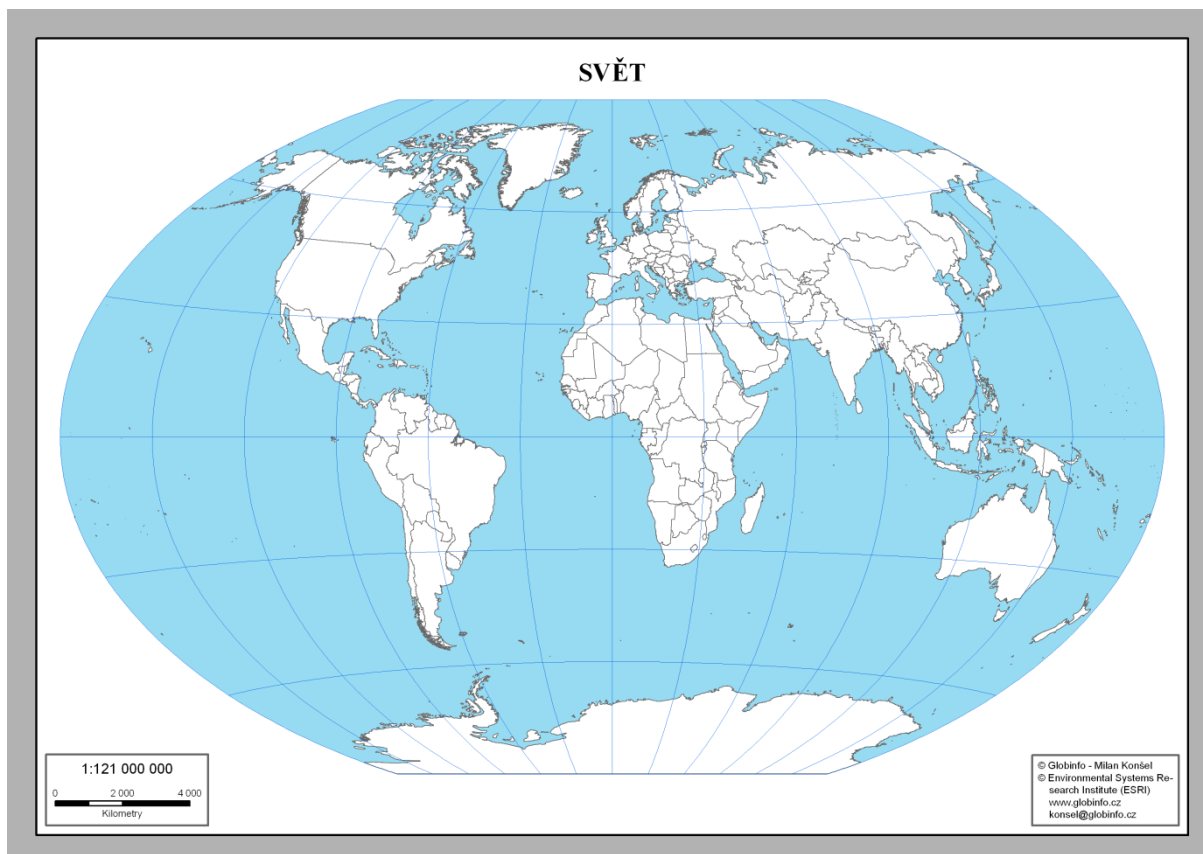 SVĚT
1:121 000 000
0 2 000 4 000
Kilometry
© Globinfo - Milan Konšel
© Environmental Systems Re-
search Institute (ESRI)
www.globinfo.cz
konsel@globinfo.cz